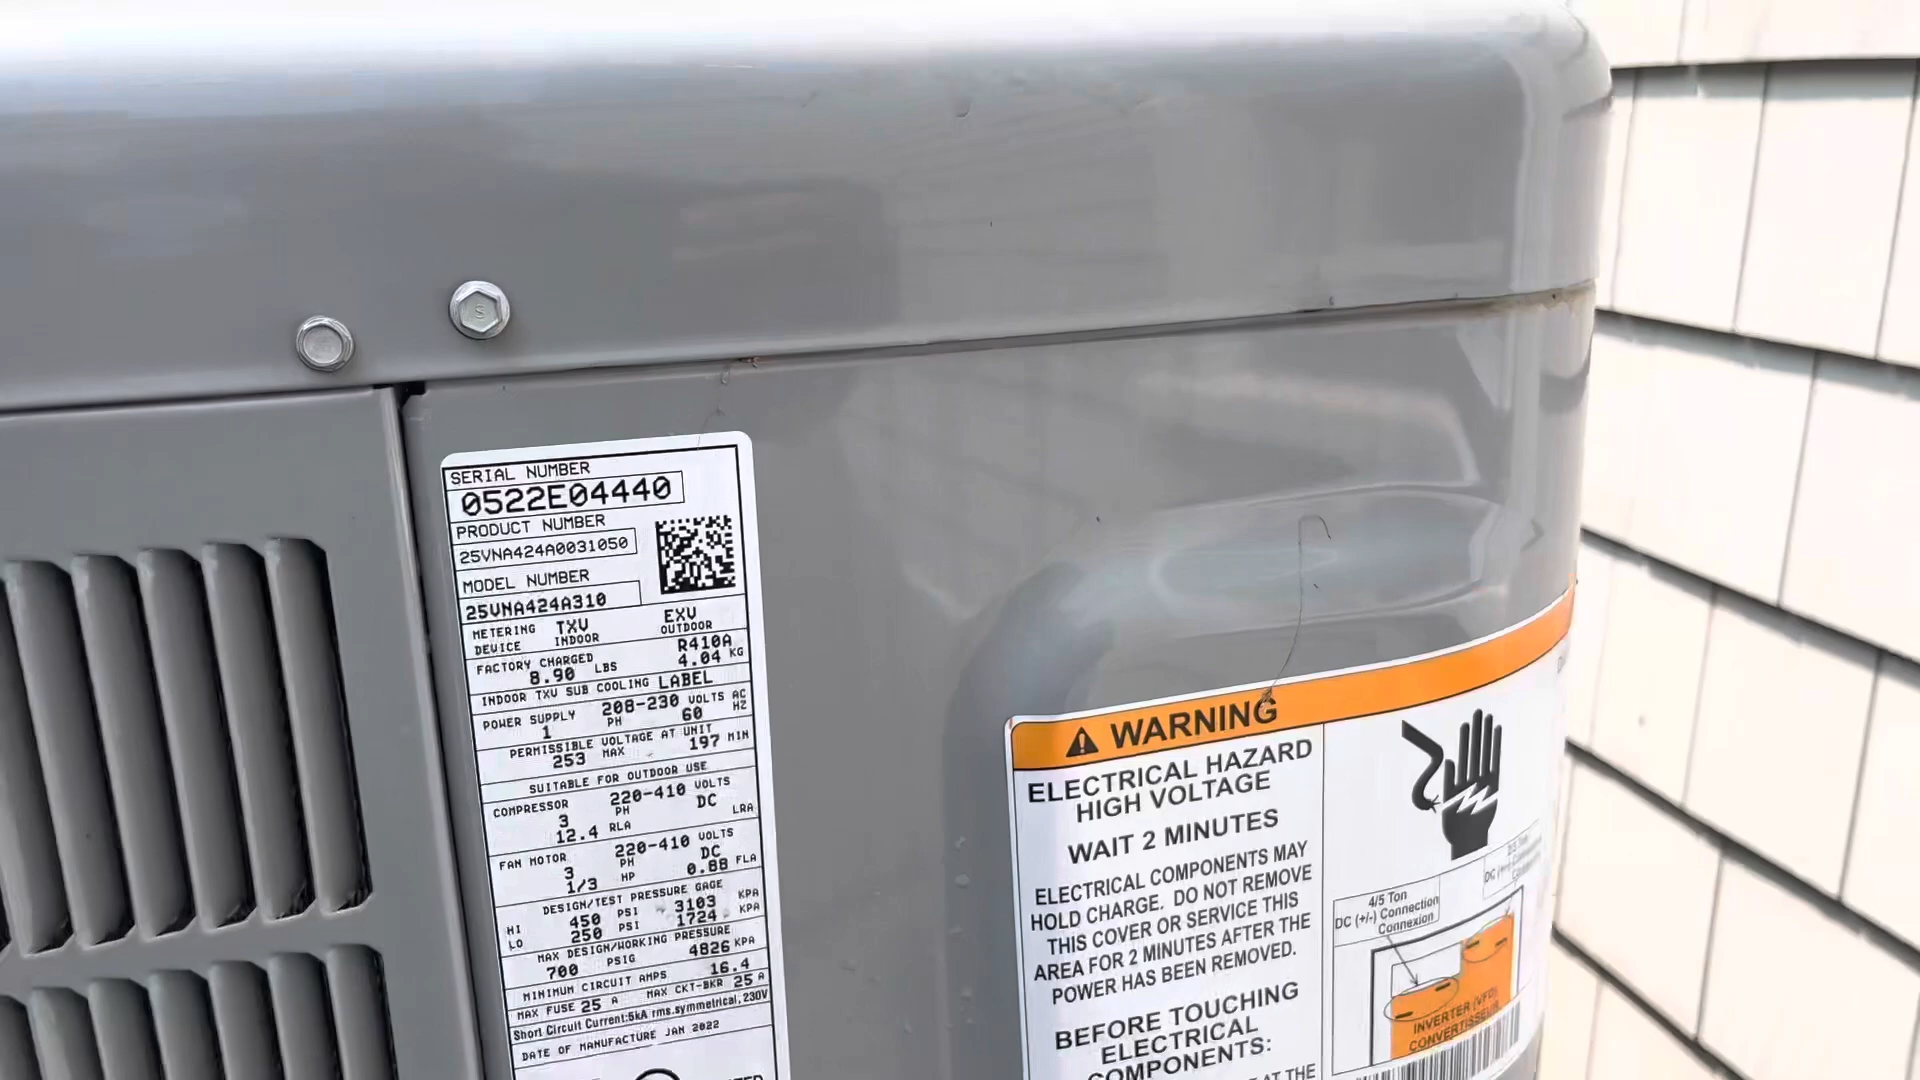 SERIAL NUMBER
0522E04440
PRODUCT NUMBER
25VNA424A0031050
MODEL NUMBER
25VNA424A310
METERING DEVICE TXV INDOOR EXV OUTDOOR
FACTORY CHARGED R410A
8.90 LBS 4.04 KG
INDOOR TXV SUB COOLING LABEL
POWER SUPPLY 208-230 VOLTS AC
1 PH 60 HZ
PERMISSIBLE VOLTAGE AT UNIT
253 MAX 197 MIN
SUITABLE FOR OUTDOOR USE
COMPRESSOR 220-410 VOLTS
3 PH DC
12.4 RLA LRA
FAN MOTOR 220-410 VOLTS
3 PH DC
1/3 HP 0.88 FLA
DESIGN/TEST PRESSURE GAGE
HI 450 PSI 3103 KPA
LO 250 PSI 1724 KPA
MAX DESIGN/WORKING PRESSURE
700 PSIG 4826 KPA
MINIMUM CIRCUIT AMPS 16.4
MAX FUSE 25 A MAX CKT-BKR 25 A
Short Circuit Current:5kA rms.symmetrical, 230V
DATE OF MANUFACTURE JAN 2022
WARNING
ELECTRICAL HAZARD
HIGH VOLTAGE
WAIT 2 MINUTES
ELECTRICAL COMPONENTS MAY
HOLD CHARGE. DO NOT REMOVE
THIS COVER OR SERVICE THIS
AREA FOR 2 MINUTES AFTER THE
POWER HAS BEEN REMOVED.
BEFORE TOUCHING
ELECTRICAL
COMPONENTS:
AT THE
4/5 Ton
DC (+/-) Connection
Connexion
INVERTER (VFD)
CONVERTISSEUR